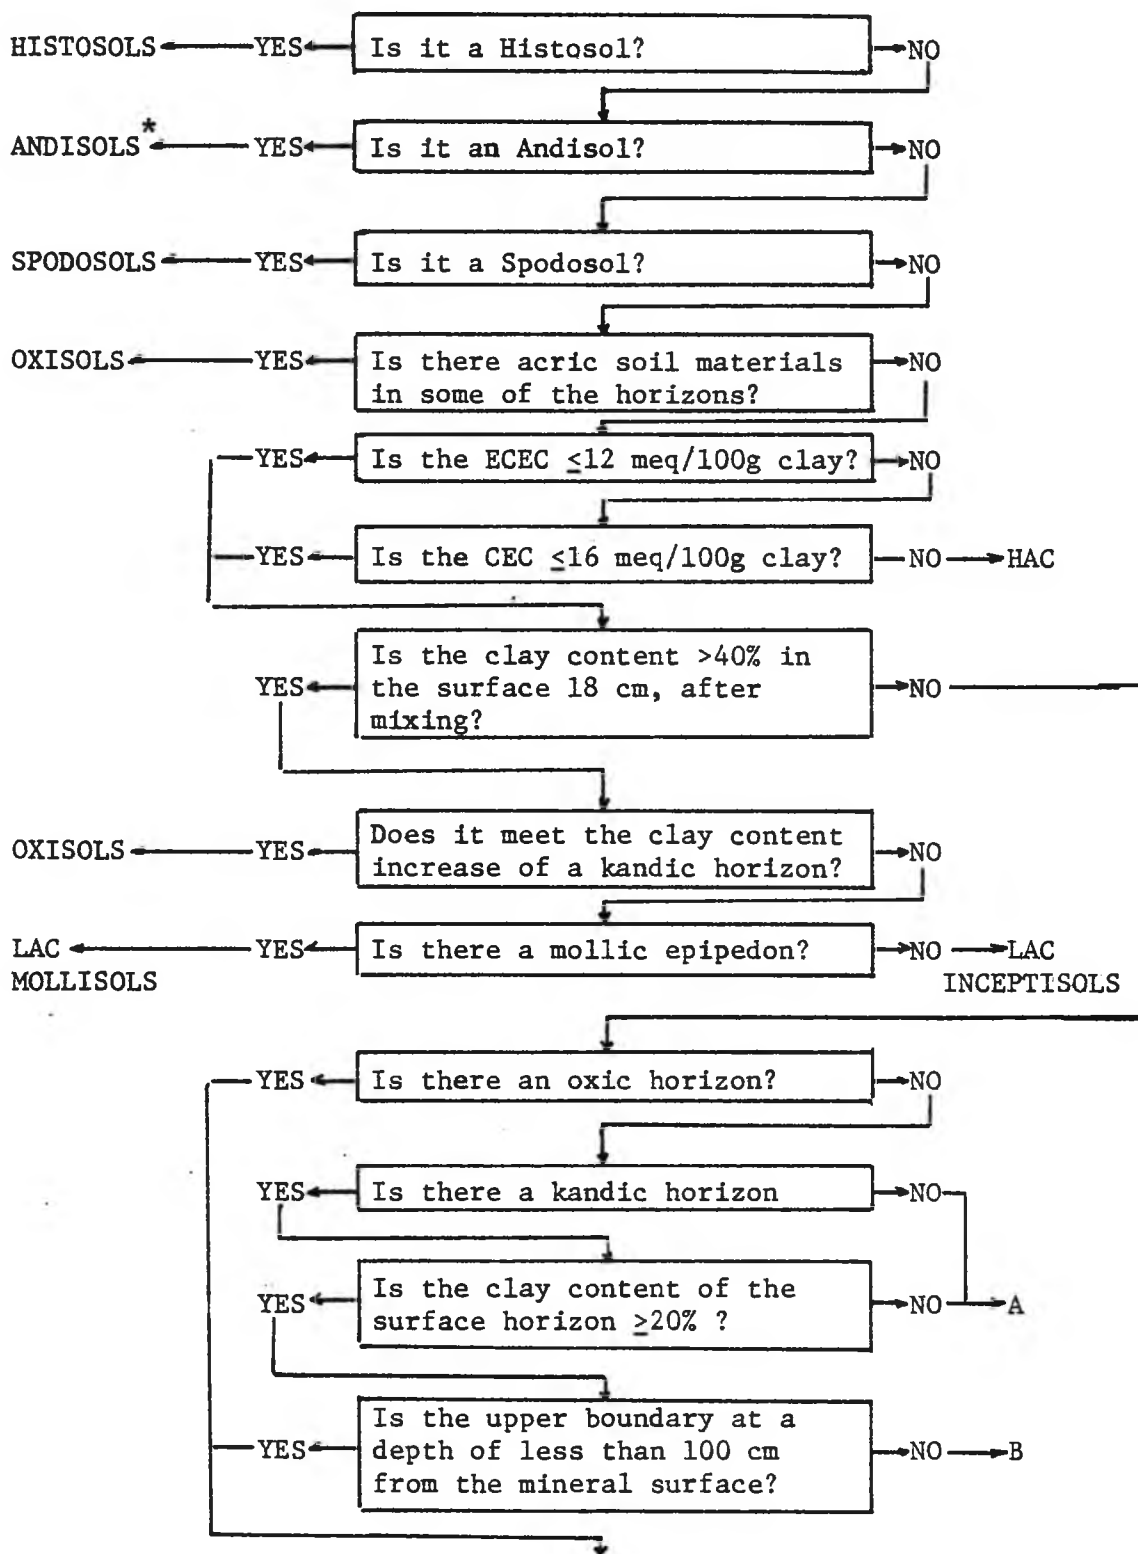 HISTOSOLS YES Is it a Histosol? NO
ANDISOLS* YES Is it an Andisol? NO
SPODOSOLS YES Is it a Spodosol? NO
OXISOLS YES Is there acric soil materials NO
in some of the horizons?
YES Is the ECEC ≤12 meq/100g clay? NO
YES Is the CEC ≤16 meq/100g clay? NO HAC
Is the clay content >40% in
YES the surface 18 cm, after NO
mixing?
Does it meet the clay content
OXISOLS YES increase of a kandic horizon? NO
LAC YES Is there a mollic epipedon? NO LAC
MOLLISOLS INCEPTISOLS
YES Is there an oxic horizon? NO
YES Is there a kandic horizon NO
Is the clay content of the
YES surface horizon ≥20% ? NO A
Is the upper boundary at a
YES depth of less than 100 cm NO B
from the mineral surface?